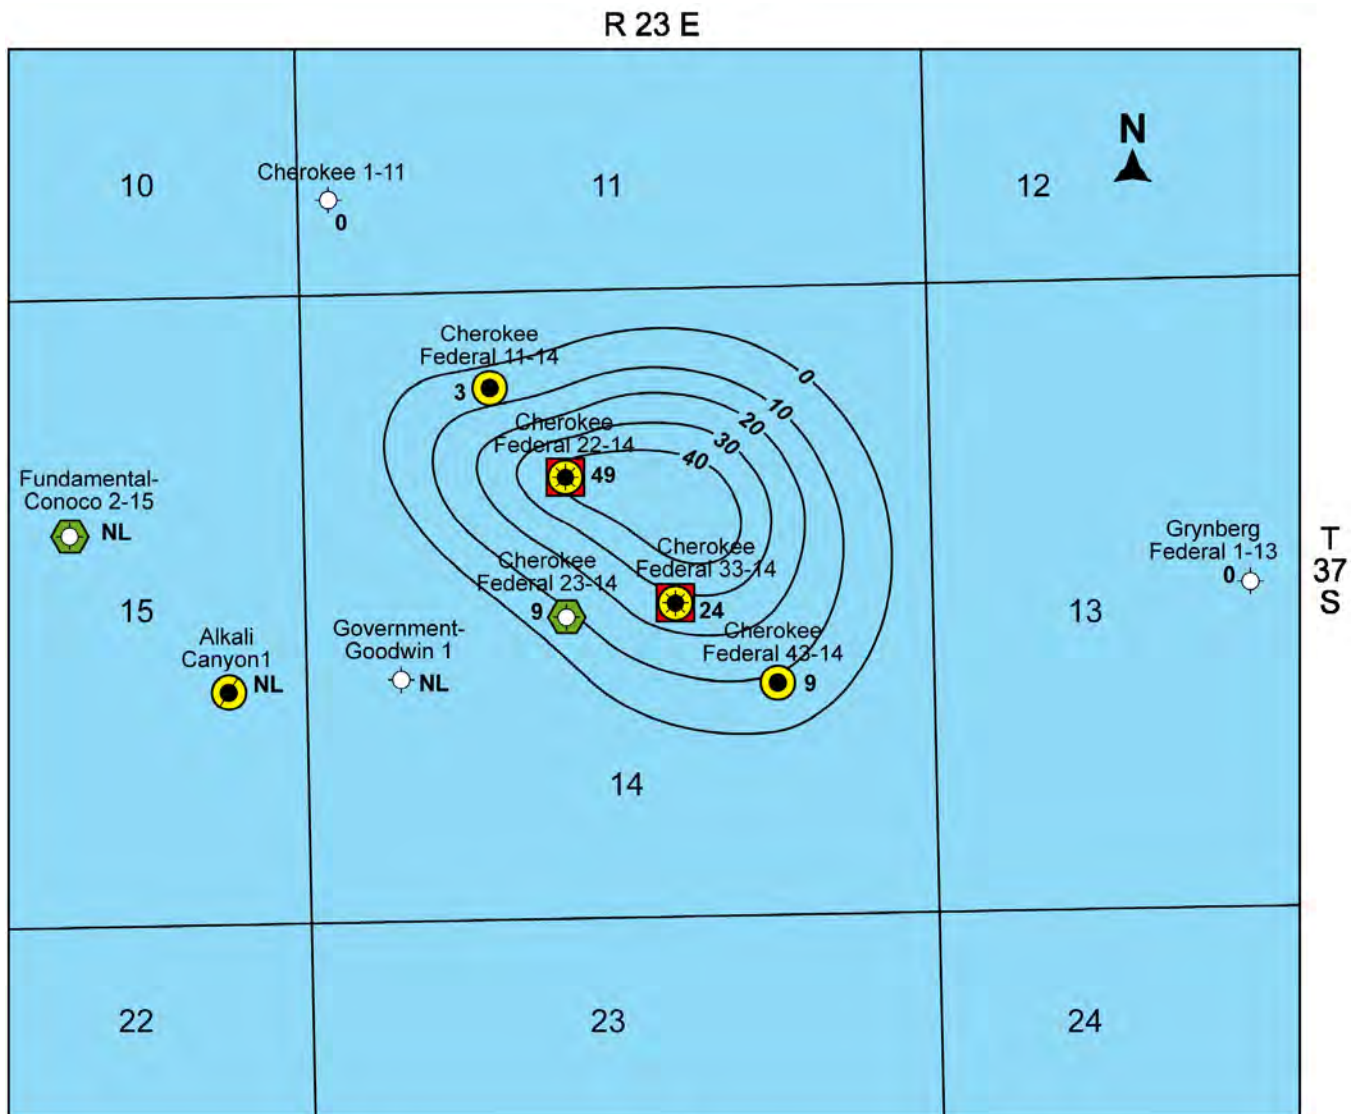 R 23 E
10
Cherokee 1-11
0
11
12
N
Cherokee
Federal 11-14
3
0
10
20
30
40
Cherokee
Federal 22-14
49
Fundamental-
Conoco 2-15
NL
15
Alkali
Canyon1
NL
Government-
Goodwin 1
NL
Cherokee
Federal 23-14
9
Cherokee
Federal 33-14
24
Cherokee
Federal 43-14
9
14
Grynberg
Federal 1-13
0
13
T
37
S
22
23
24